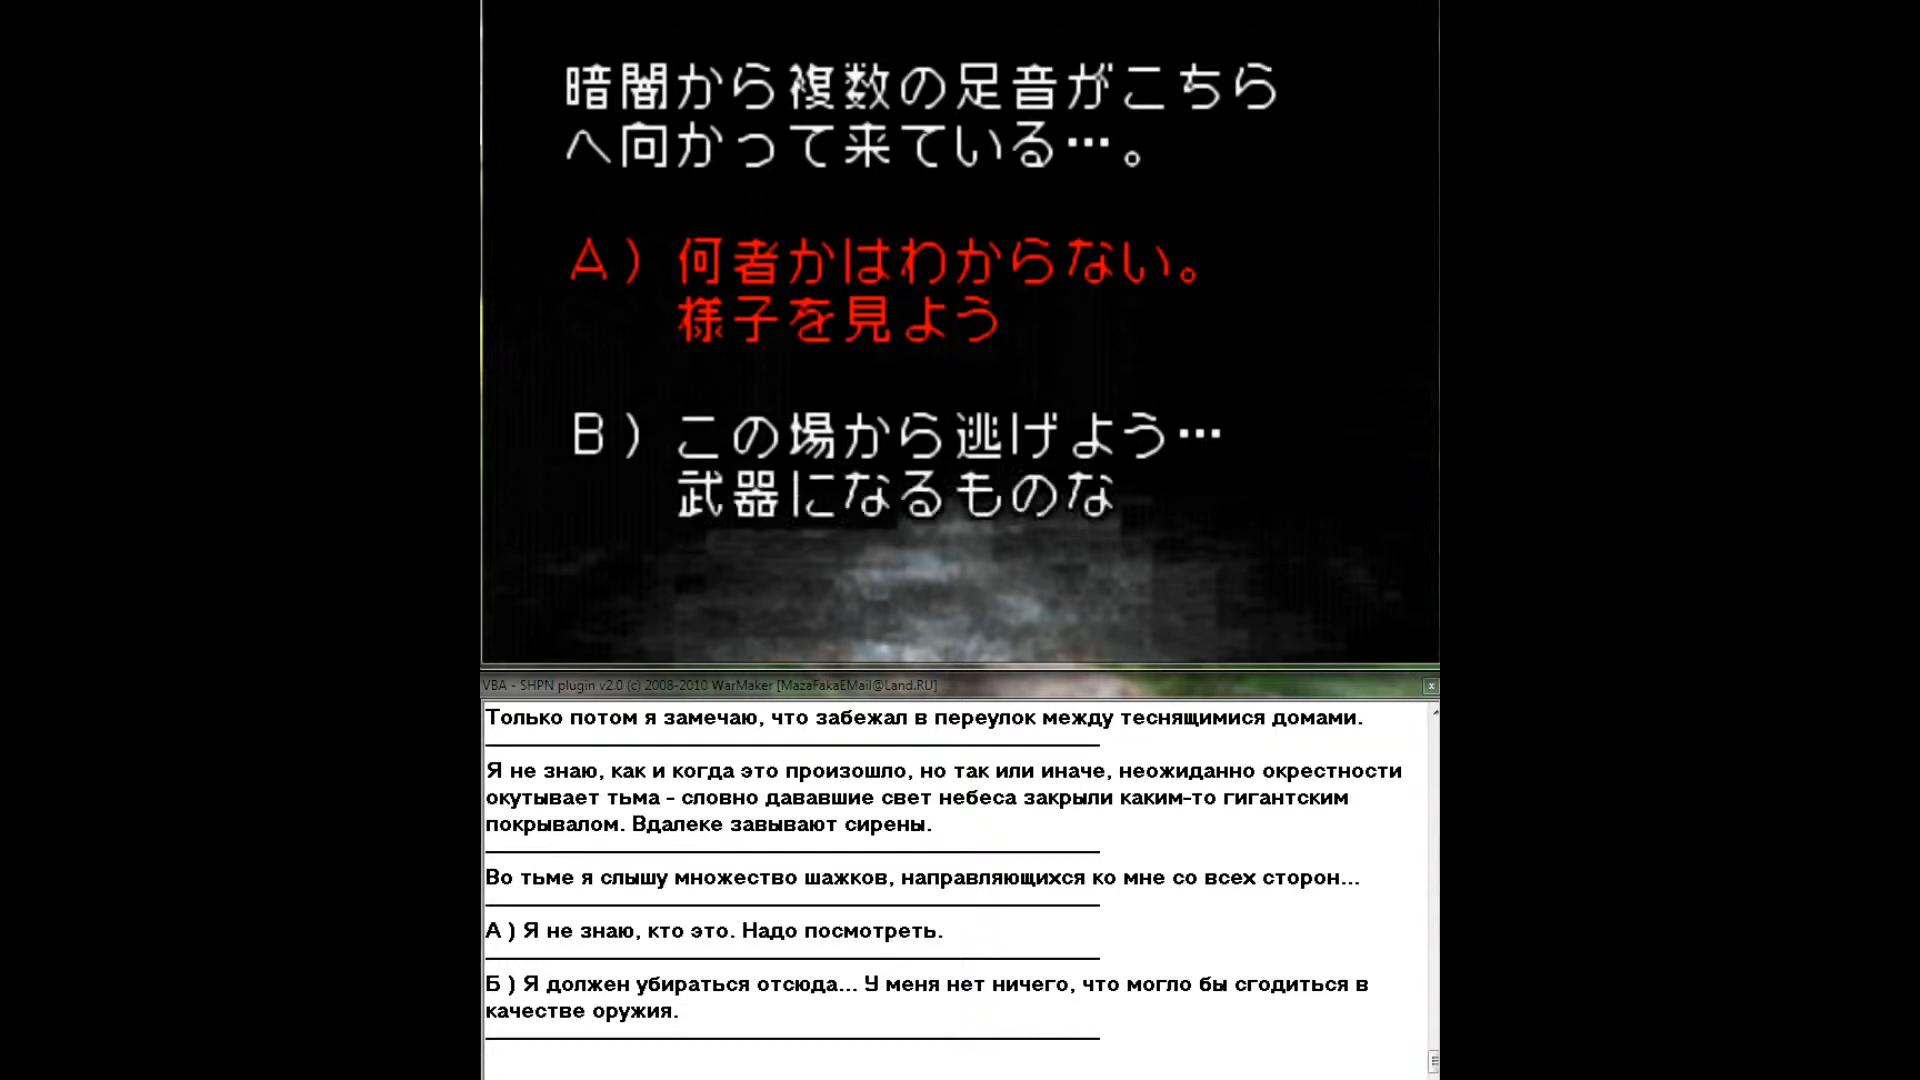 暗闇から複数の足音がこちら
へ向かって来ている…。
A）何者かはわからない。
様子を見よう
B）この場から逃げよう…
武器になるものな
VBA - SHPN plugin v2.0 (c) 2008-2010 WarMaker [MazaFakaEMail@Land.RU]
x
Только потом я замечаю, что забежал в переулок между теснящимися домами.
Я не знаю, как и когда это произошло, но так или иначе, неожиданно окрестности
окутывает тьма - словно дававшие свет небеса закрыли каким-то гигантским
покрывалом. Вдалеке завывают сирены.
Во тьме я слышу множество шажков, направляющихся ко мне со всех сторон...
А ) Я не знаю, кто это. Надо посмотреть.
Б ) Я должен убираться отсюда... У меня нет ничего, что могло бы сгодиться в
качестве оружия.